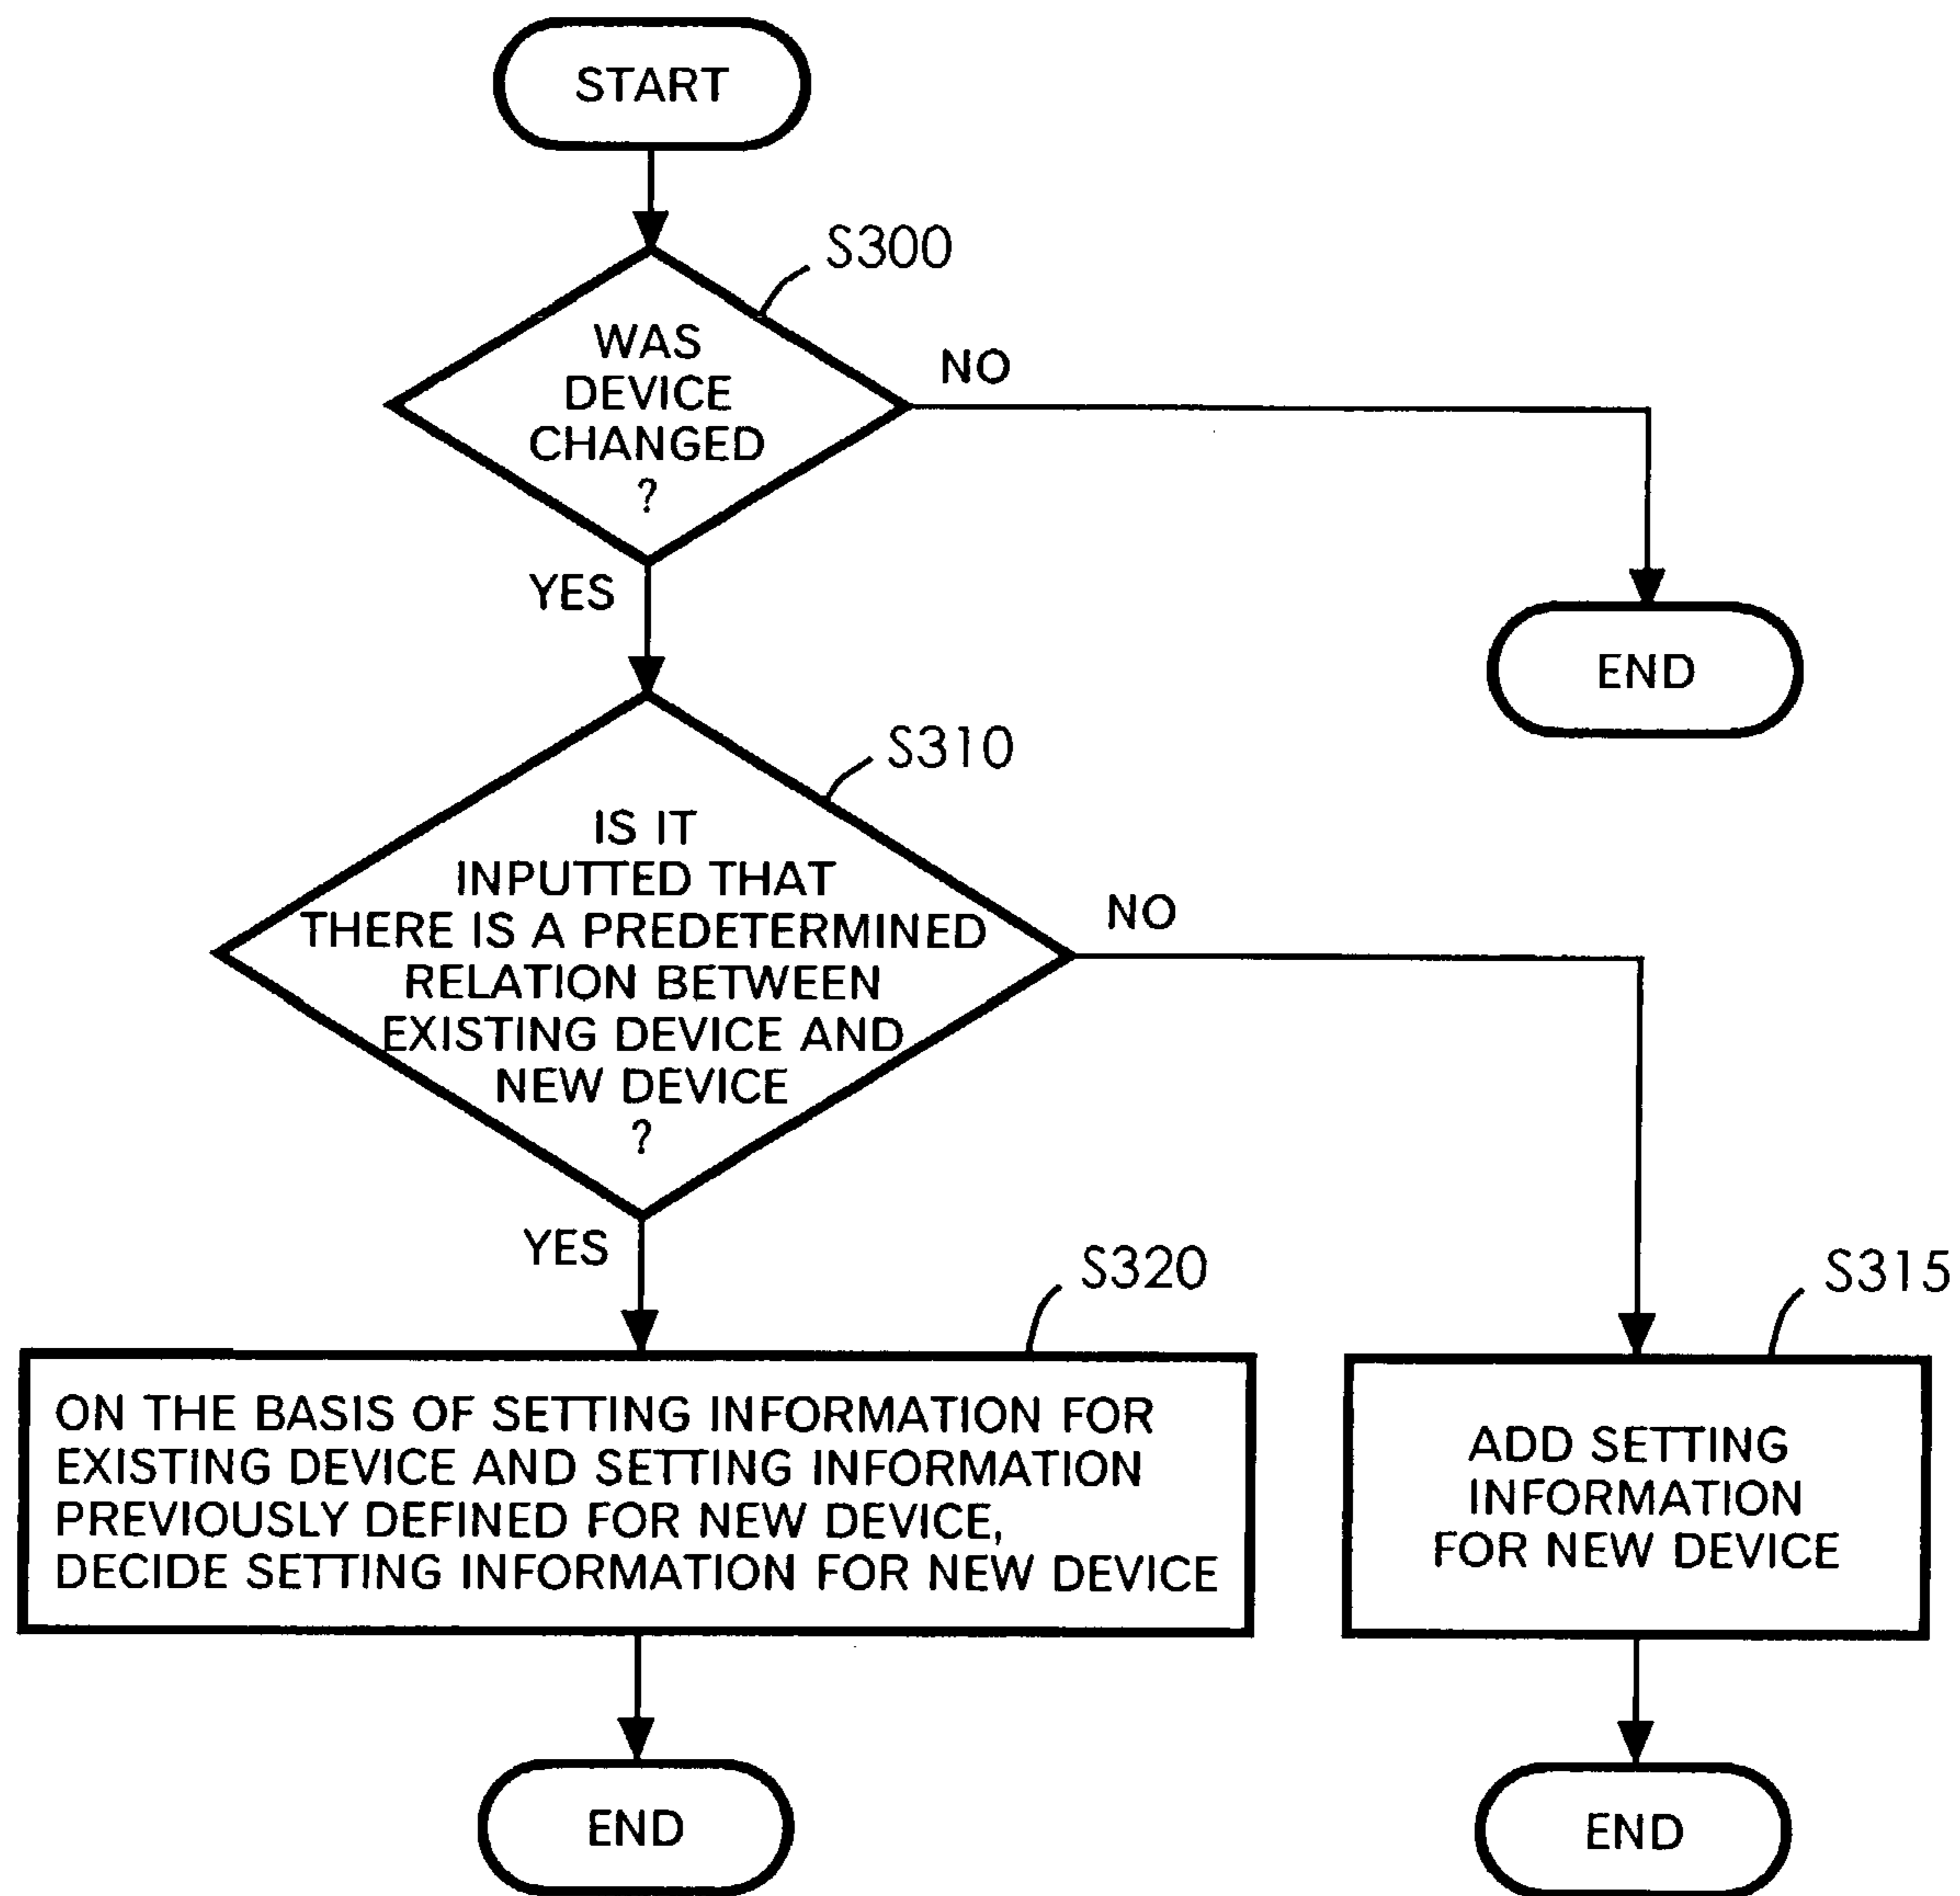 START
S300
WAS
DEVICE
CHANGED
?
NO
YES
END
S310
IS IT
INPUTTED THAT
THERE IS A PREDETERMINED
RELATION BETWEEN
EXISTING DEVICE AND
NEW DEVICE
?
NO
YES
S320
S315
ON THE BASIS OF SETTING INFORMATION FOR
EXISTING DEVICE AND SETTING INFORMATION
PREVIOUSLY DEFINED FOR NEW DEVICE,
DECIDE SETTING INFORMATION FOR NEW DEVICE
ADD SETTING
INFORMATION
FOR NEW DEVICE
END
END